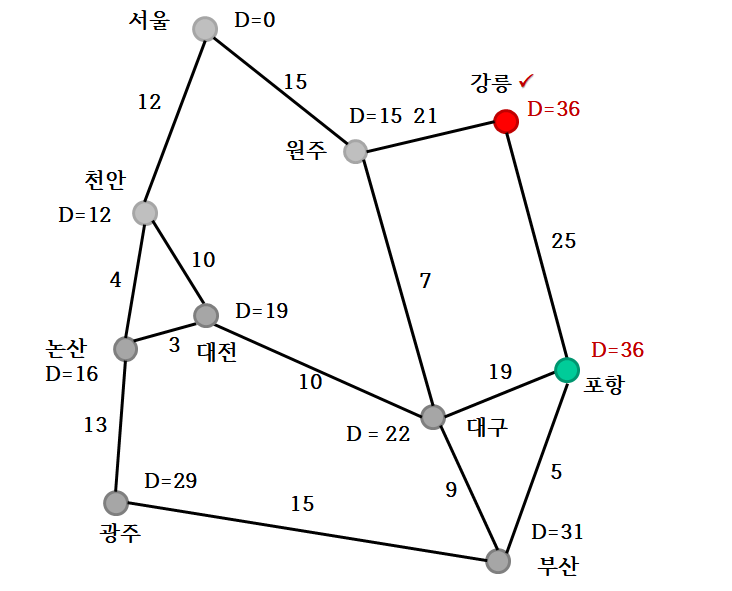 서울 D=0
15
12
강릉 ✓
D=15 21 D=36
원주
천안
D=12
25
10
4
7
D=19
논산 3 대전
D=16
D=36
19
10
포항
13
D = 22 대구
5
9
D=29
15
광주
D=31
부산